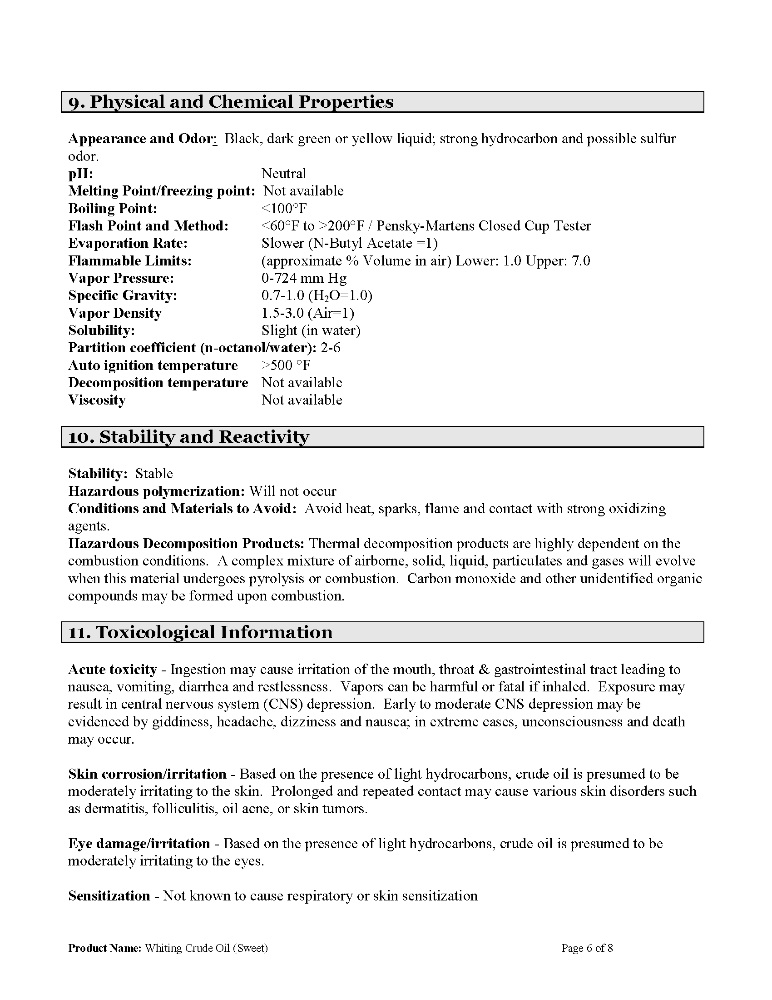 9. Physical and Chemical Properties
Appearance and Odor:  Black, dark green or yellow liquid; strong hydrocarbon and possible sulfur
odor.
pH: Neutral
Melting Point/freezing point:  Not available
Boiling Point: <100°F
Flash Point and Method: <60°F to >200°F / Pensky-Martens Closed Cup Tester
Evaporation Rate: Slower (N-Butyl Acetate =1)
Flammable Limits: (approximate % Volume in air) Lower: 1.0 Upper: 7.0
Vapor Pressure: 0-724 mm Hg
Specific Gravity: 0.7-1.0 (H₂O=1.0)
Vapor Density 1.5-3.0 (Air=1)
Solubility: Slight (in water)
Partition coefficient (n-octanol/water): 2-6
Auto ignition temperature >500 °F
Decomposition temperature Not available
Viscosity Not available
10. Stability and Reactivity
Stability:  Stable
Hazardous polymerization: Will not occur
Conditions and Materials to Avoid:  Avoid heat, sparks, flame and contact with strong oxidizing
agents.
Hazardous Decomposition Products: Thermal decomposition products are highly dependent on the
combustion conditions.  A complex mixture of airborne, solid, liquid, particulates and gases will evolve
when this material undergoes pyrolysis or combustion.  Carbon monoxide and other unidentified organic
compounds may be formed upon combustion.
11. Toxicological Information
Acute toxicity - Ingestion may cause irritation of the mouth, throat & gastrointestinal tract leading to
nausea, vomiting, diarrhea and restlessness.  Vapors can be harmful or fatal if inhaled.  Exposure may
result in central nervous system (CNS) depression.  Early to moderate CNS depression may be
evidenced by giddiness, headache, dizziness and nausea; in extreme cases, unconsciousness and death
may occur.
Skin corrosion/irritation - Based on the presence of light hydrocarbons, crude oil is presumed to be
moderately irritating to the skin.  Prolonged and repeated contact may cause various skin disorders such
as dermatitis, folliculitis, oil acne, or skin tumors.
Eye damage/irritation - Based on the presence of light hydrocarbons, crude oil is presumed to be
moderately irritating to the eyes.
Sensitization - Not known to cause respiratory or skin sensitization
Product Name: Whiting Crude Oil (Sweet) Page 6 of 8